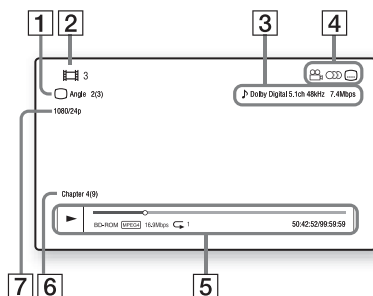 1 2 3 4
3
Angle 2(3)
Dolby Digital 5.1ch 48kHz 7.4Mbps
1080/24p
Chapter 4(9)
BD-ROM MPEG4 16.9Mbps 1 50:42:52/99:59:59
7 6 5